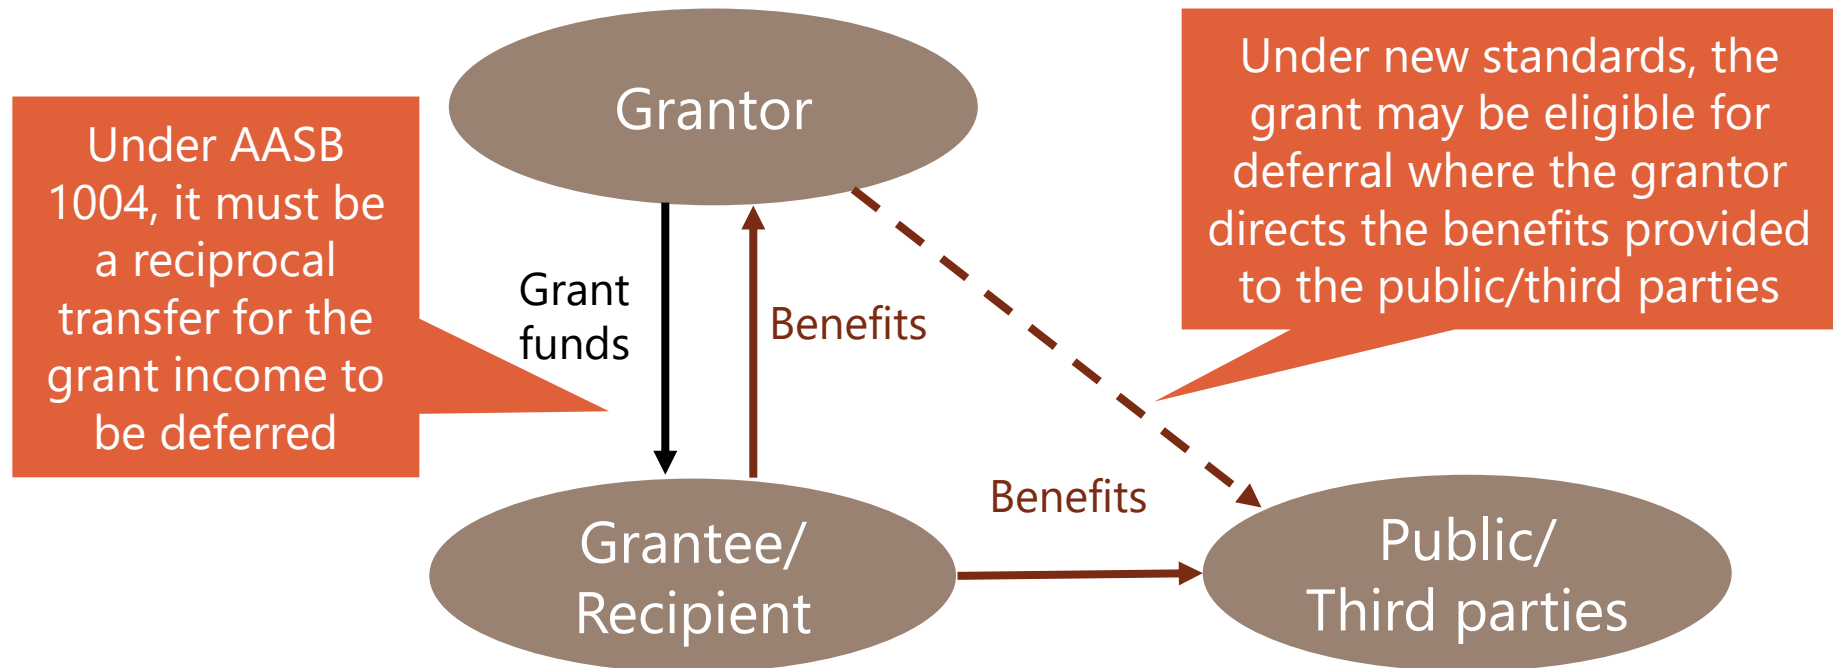 Grantor
Under AASB
1004, it must be
a reciprocal
transfer for the
grant income to
be deferred
Under new standards, the
grant may be eligible for
deferral where the grantor
directs the benefits provided
to the public/third parties
Grant
funds
Benefits
Benefits
Grantee/
Recipient
Public/
Third parties